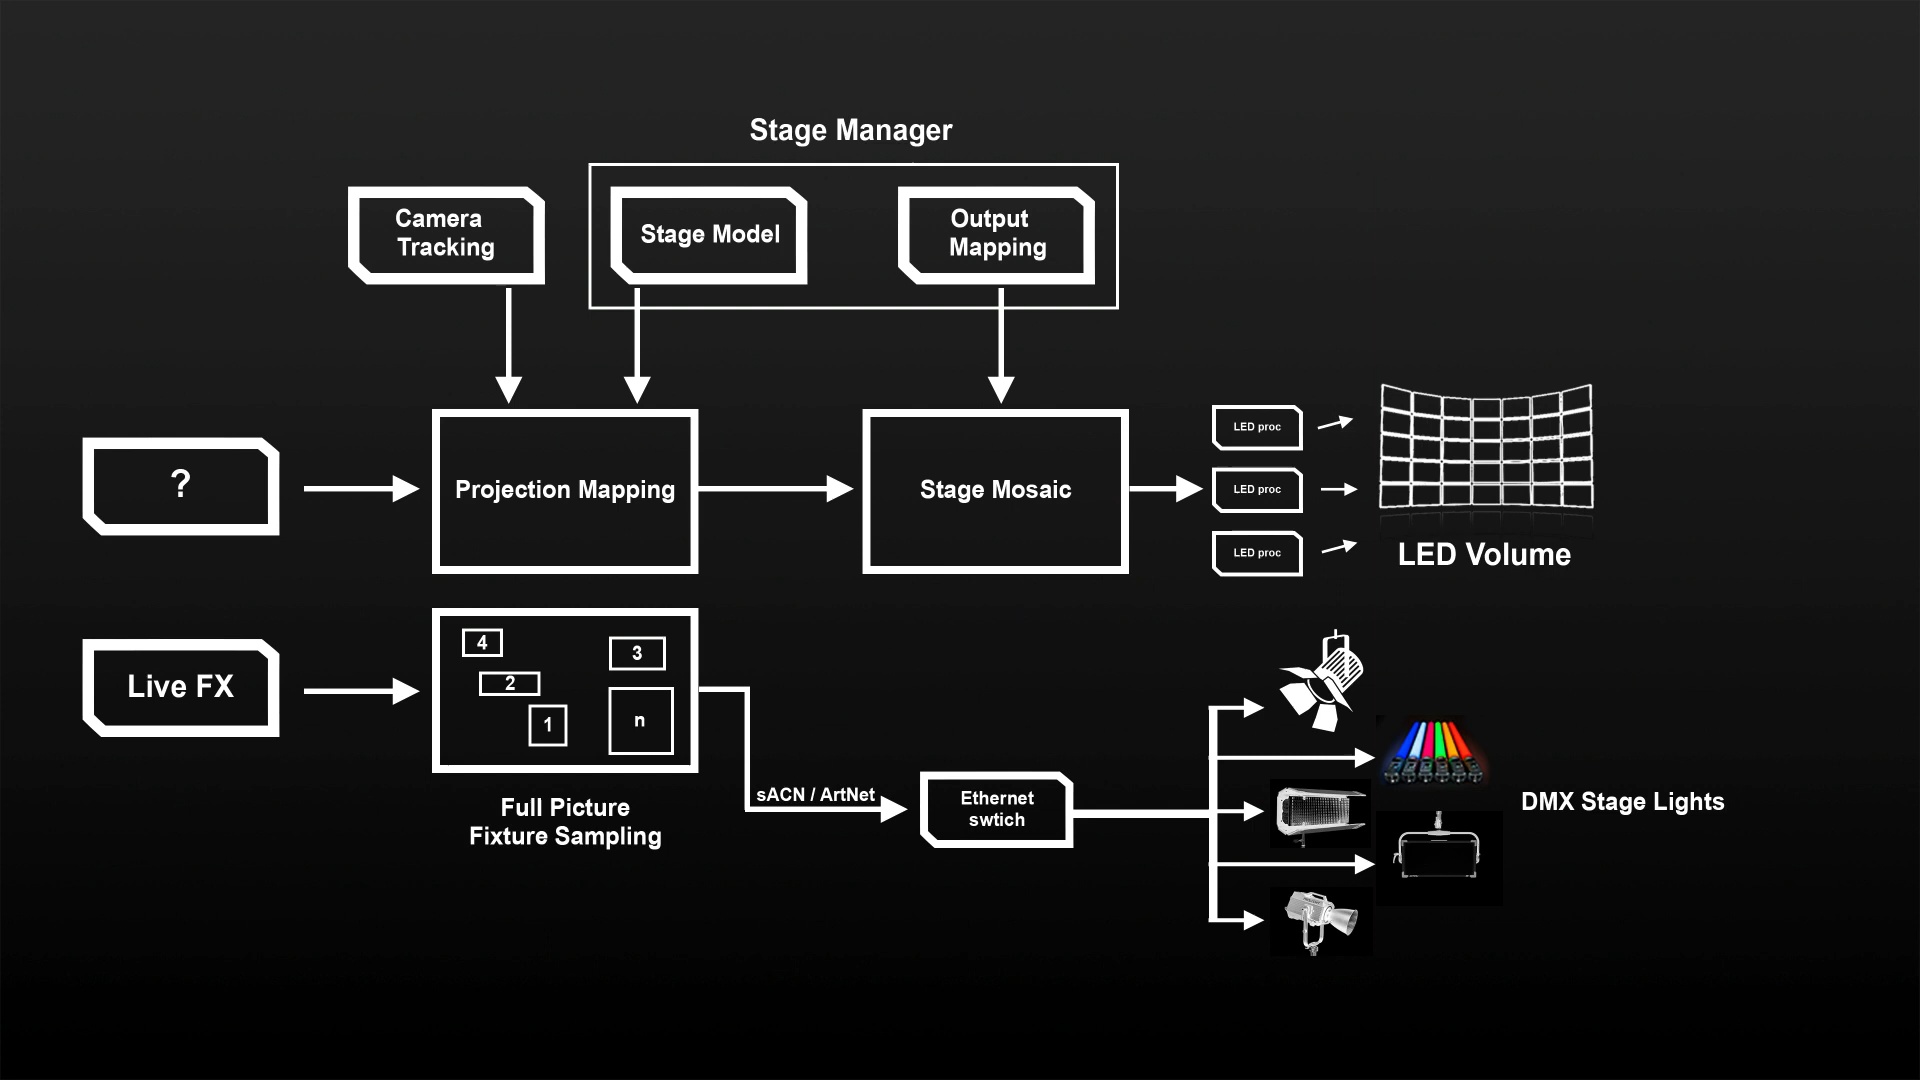 Stage Manager
Camera
Tracking
Stage Model
Output
Mapping
?
Projection Mapping
Stage Mosaic
LED proc
LED proc
LED proc
LED Volume
Live FX
4
3
2
1
n
Full Picture
Fixture Sampling
sACN / ArtNet
Ethernet
swtich
DMX Stage Lights